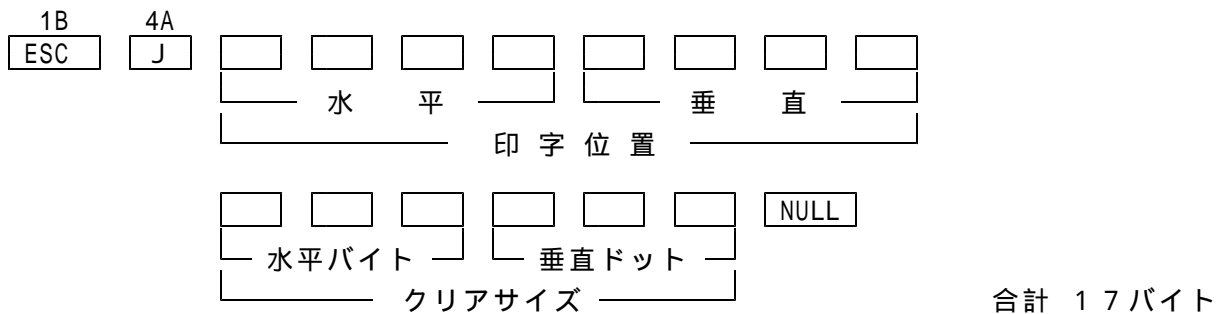 1B 4A
ESC J
水 平 垂 直
印 字 位 置
NULL
水平バイト 垂直ドット
クリアサイズ 合計 17バイト